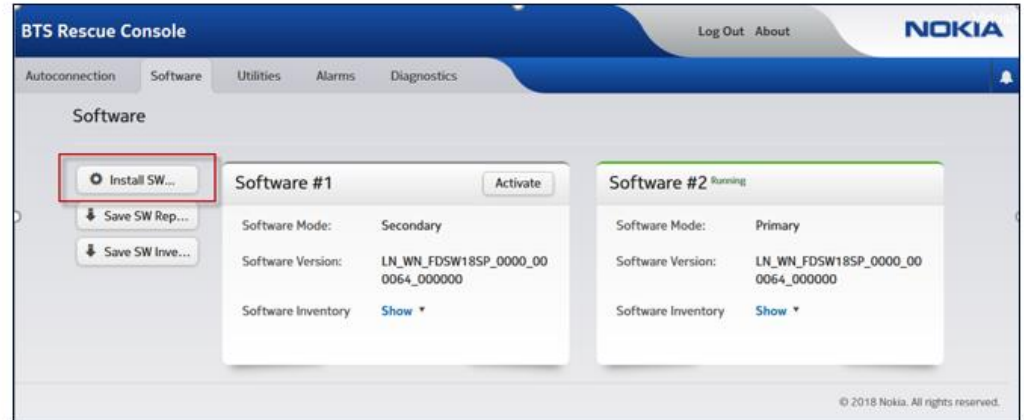 BTS Rescue Console
Log Out About
NOKIA
Autoconnection Software Utilities Alarms Diagnostics
Software
Install SW...
Save SW Rep...
Save SW Inve...
Software #1
Activate
Software Mode: Secondary
Software Version: LN_WN_FDSW18SP_0000_00
0064_000000
Software Inventory Show
Software #2 Running
Software Mode: Primary
Software Version: LN_WN_FDSW18SP_0000_00
0064_000000
Software Inventory Show
© 2018 Nokia. All rights reserved.